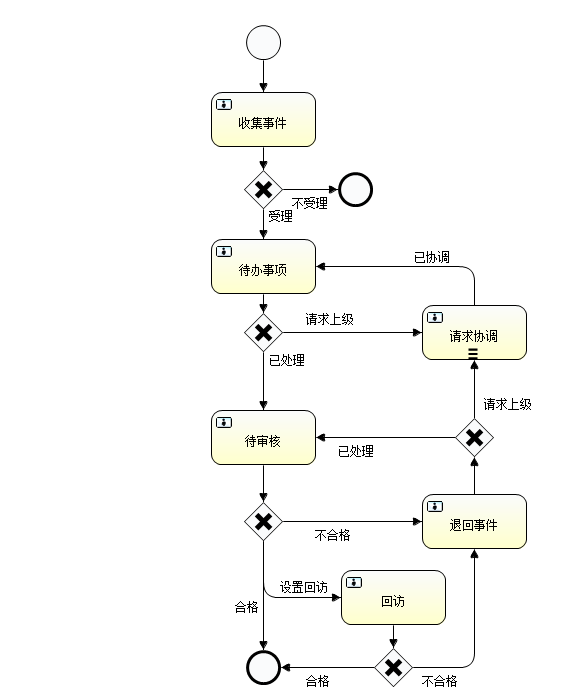 收集事件
不受理
受理
已协调
待办事项
请求上级
请求协调
已处理
请求上级
待审核
已处理
不合格
退回事件
设置回访
回访
合格
合格
不合格